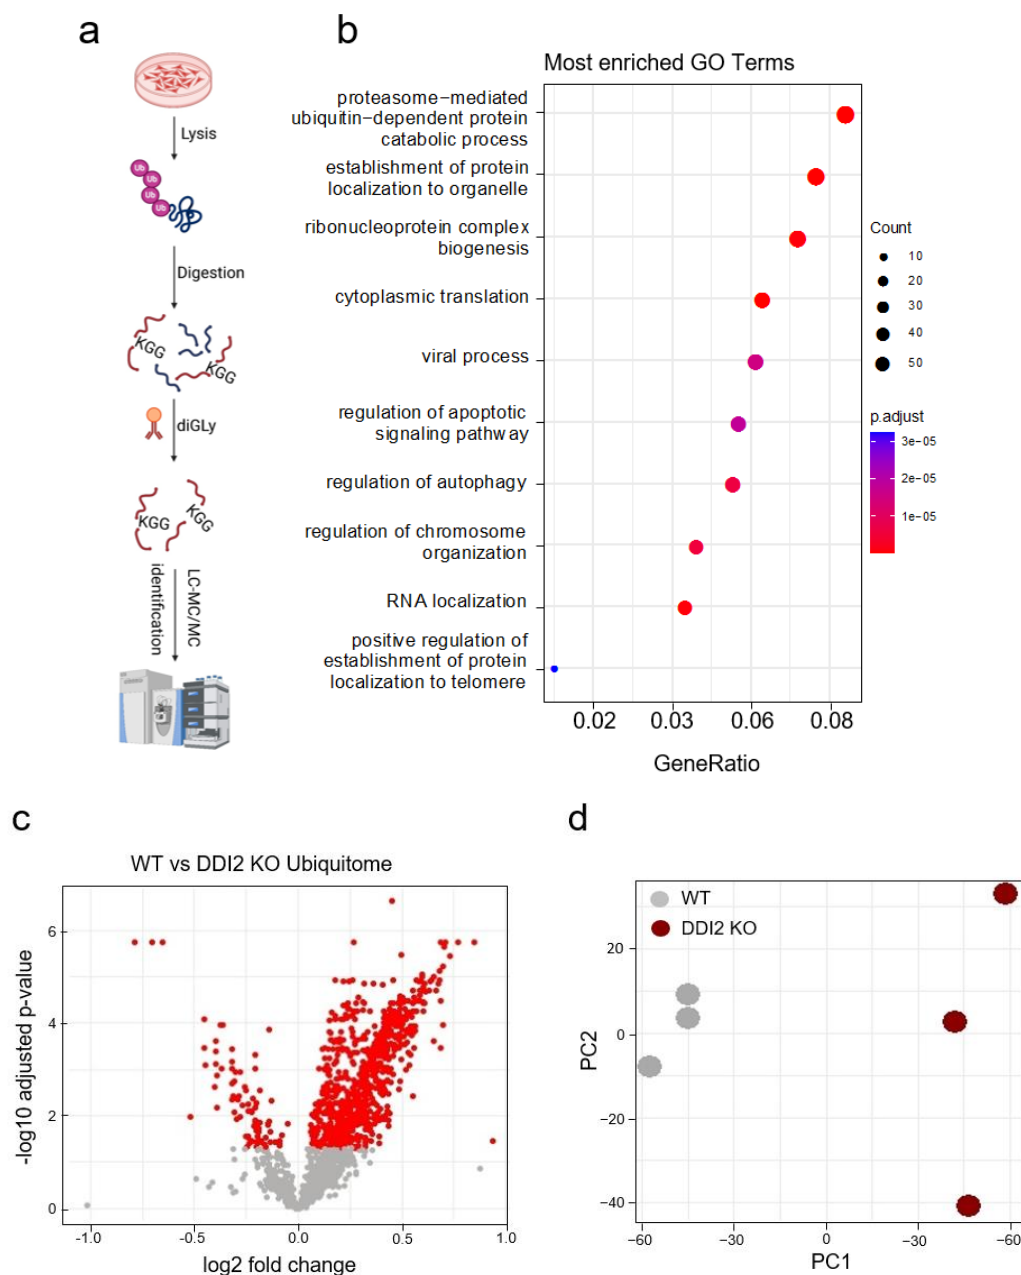 a
Lysis
Ub
Ub
Ub
Ub
Digestion
KGG
KGG
diGLy
KGG
KGG
identification
LC-MC/MC
b
Most enriched GO Terms
proteasome−mediated
ubiquitin−dependent protein
catabolic process
establishment of protein
localization to organelle
ribonucleoprotein complex
biogenesis
cytoplasmic translation
viral process
regulation of apoptotic
signaling pathway
regulation of autophagy
regulation of chromosome
organization
RNA localization
positive regulation of
establishment of protein
localization to telomere
0.02 0.03 0.06 0.08
GeneRatio
Count
10
20
30
40
50
p.adjust
3e-05
2e-05
1e-05
c
WT vs DDI2 KO Ubiquitome
-log10 adjusted p-value
6
4
2
0
-1.0 -0.5 0.0 0.5 1.0
log2 fold change
d
WT
DDI2 KO
PC2
20
0
−20
−40
−60 −30 0 −30 −60
PC1